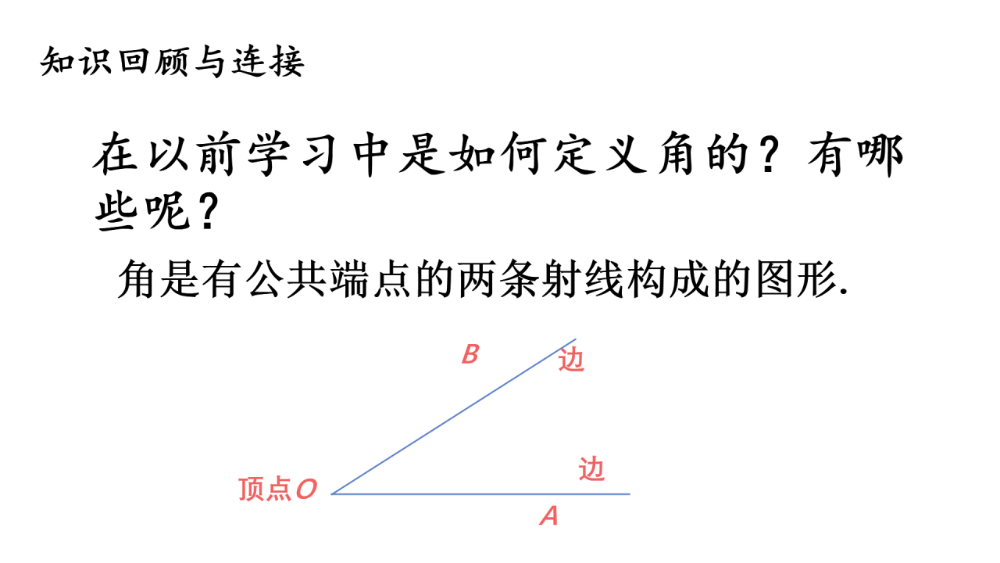 知识回顾与连接
在以前学习中是如何定义角的？有哪
些呢？
角是有公共端点的两条射线构成的图形.
B
边
边
顶点O
A